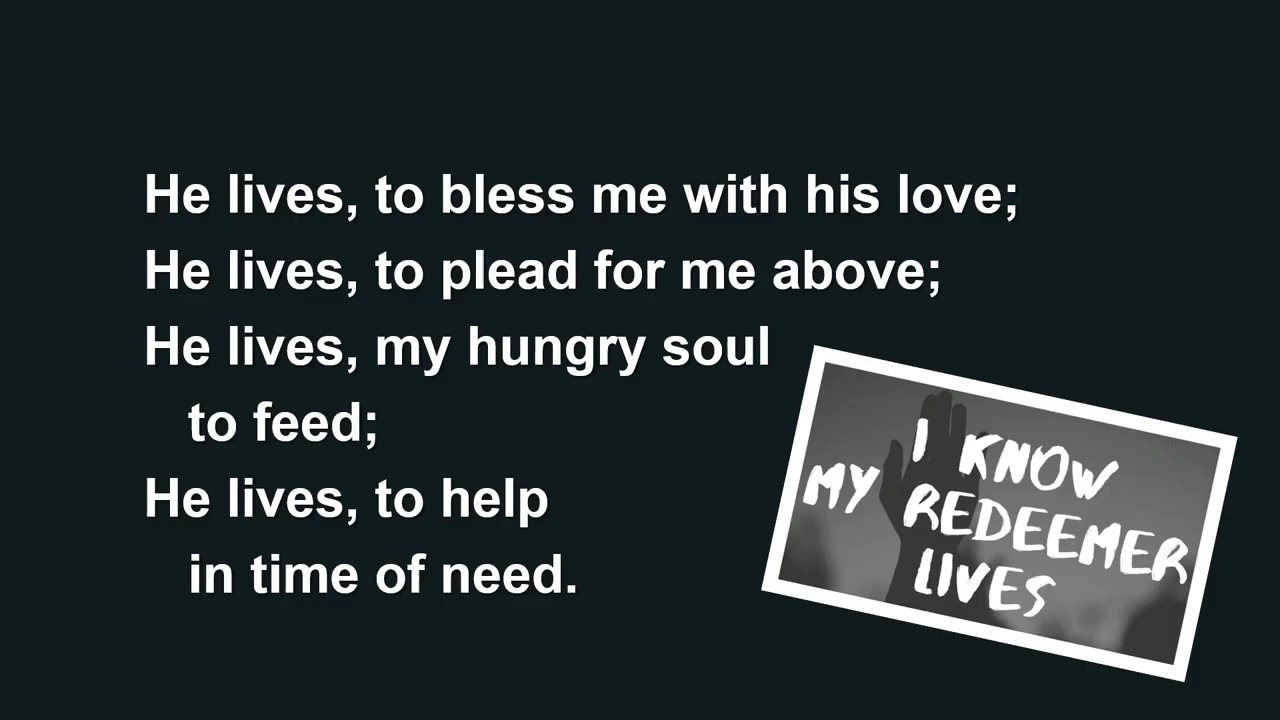 He lives, to bless me with his love;
He lives, to plead for me above;
He lives, my hungry soul
to feed;
He lives, to help
in time of need.
I KNOW
MY REDEEMER
LIVES